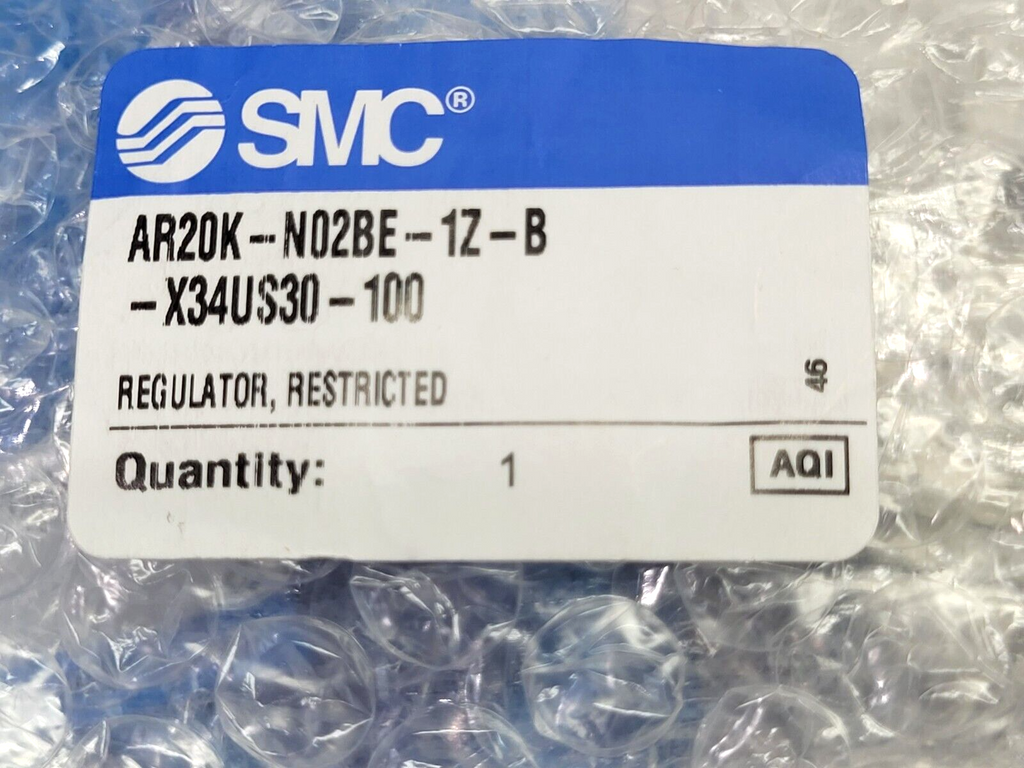 SMC®
AR20K-N02BE-1Z-B
-X34US30-100
REGULATOR, RESTRICTED
46
Quantity: 1
AQI